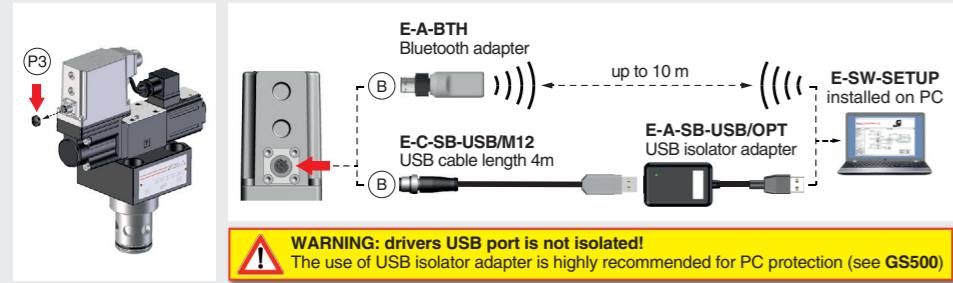 P3
E-A-BTH
Bluetooth adapter
B
up to 10 m
E-SW-SETUP
installed on PC
E-C-SB-USB/M12
USB cable length 4m
B
E-A-SB-USB/OPT
USB isolator adapter
WARNING: drivers USB port is not isolated!
The use of USB isolator adapter is highly recommended for PC protection (see GS500)